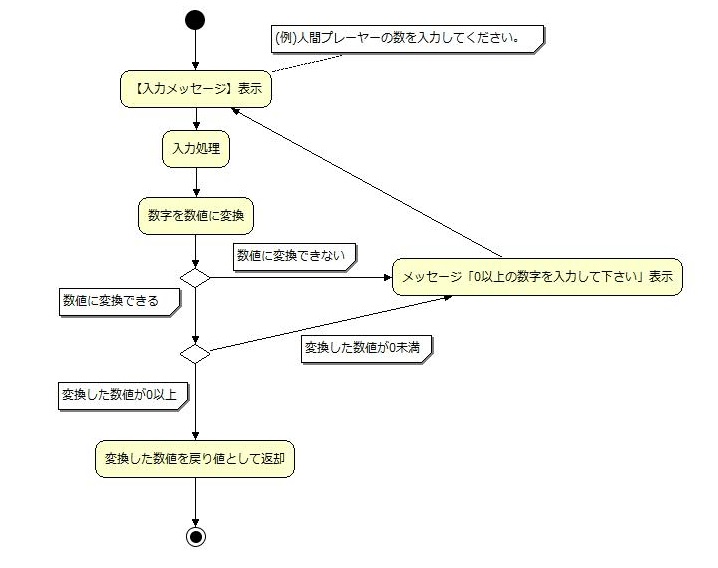 (例)人間プレーヤーの数を入力してください。
【入力メッセージ】表示
入力処理
数字を数値に変換
数値に変換できない
メッセージ「0以上の数字を入力して下さい」表示
数値に変換できる
変換した数値が0未満
変換した数値が0以上
変換した数値を戻り値として返却